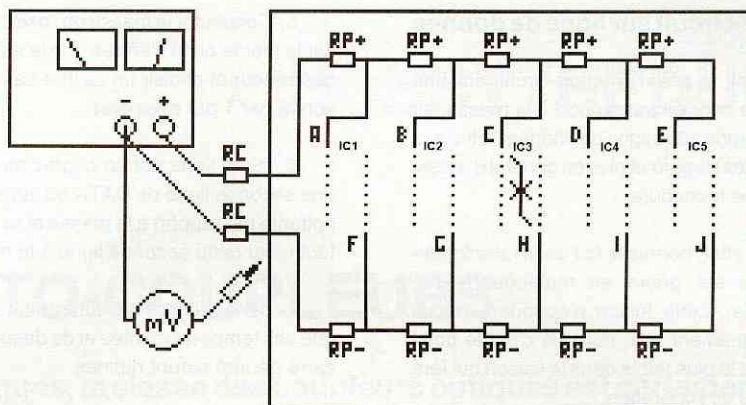 RP+ RP+ RP+ RP+ RP+
- +
A IC1 B IC2 C IC3 D IC4 E IC5
RC
RC
F G H I J
mV
RP- RP- RP- RP- RP-